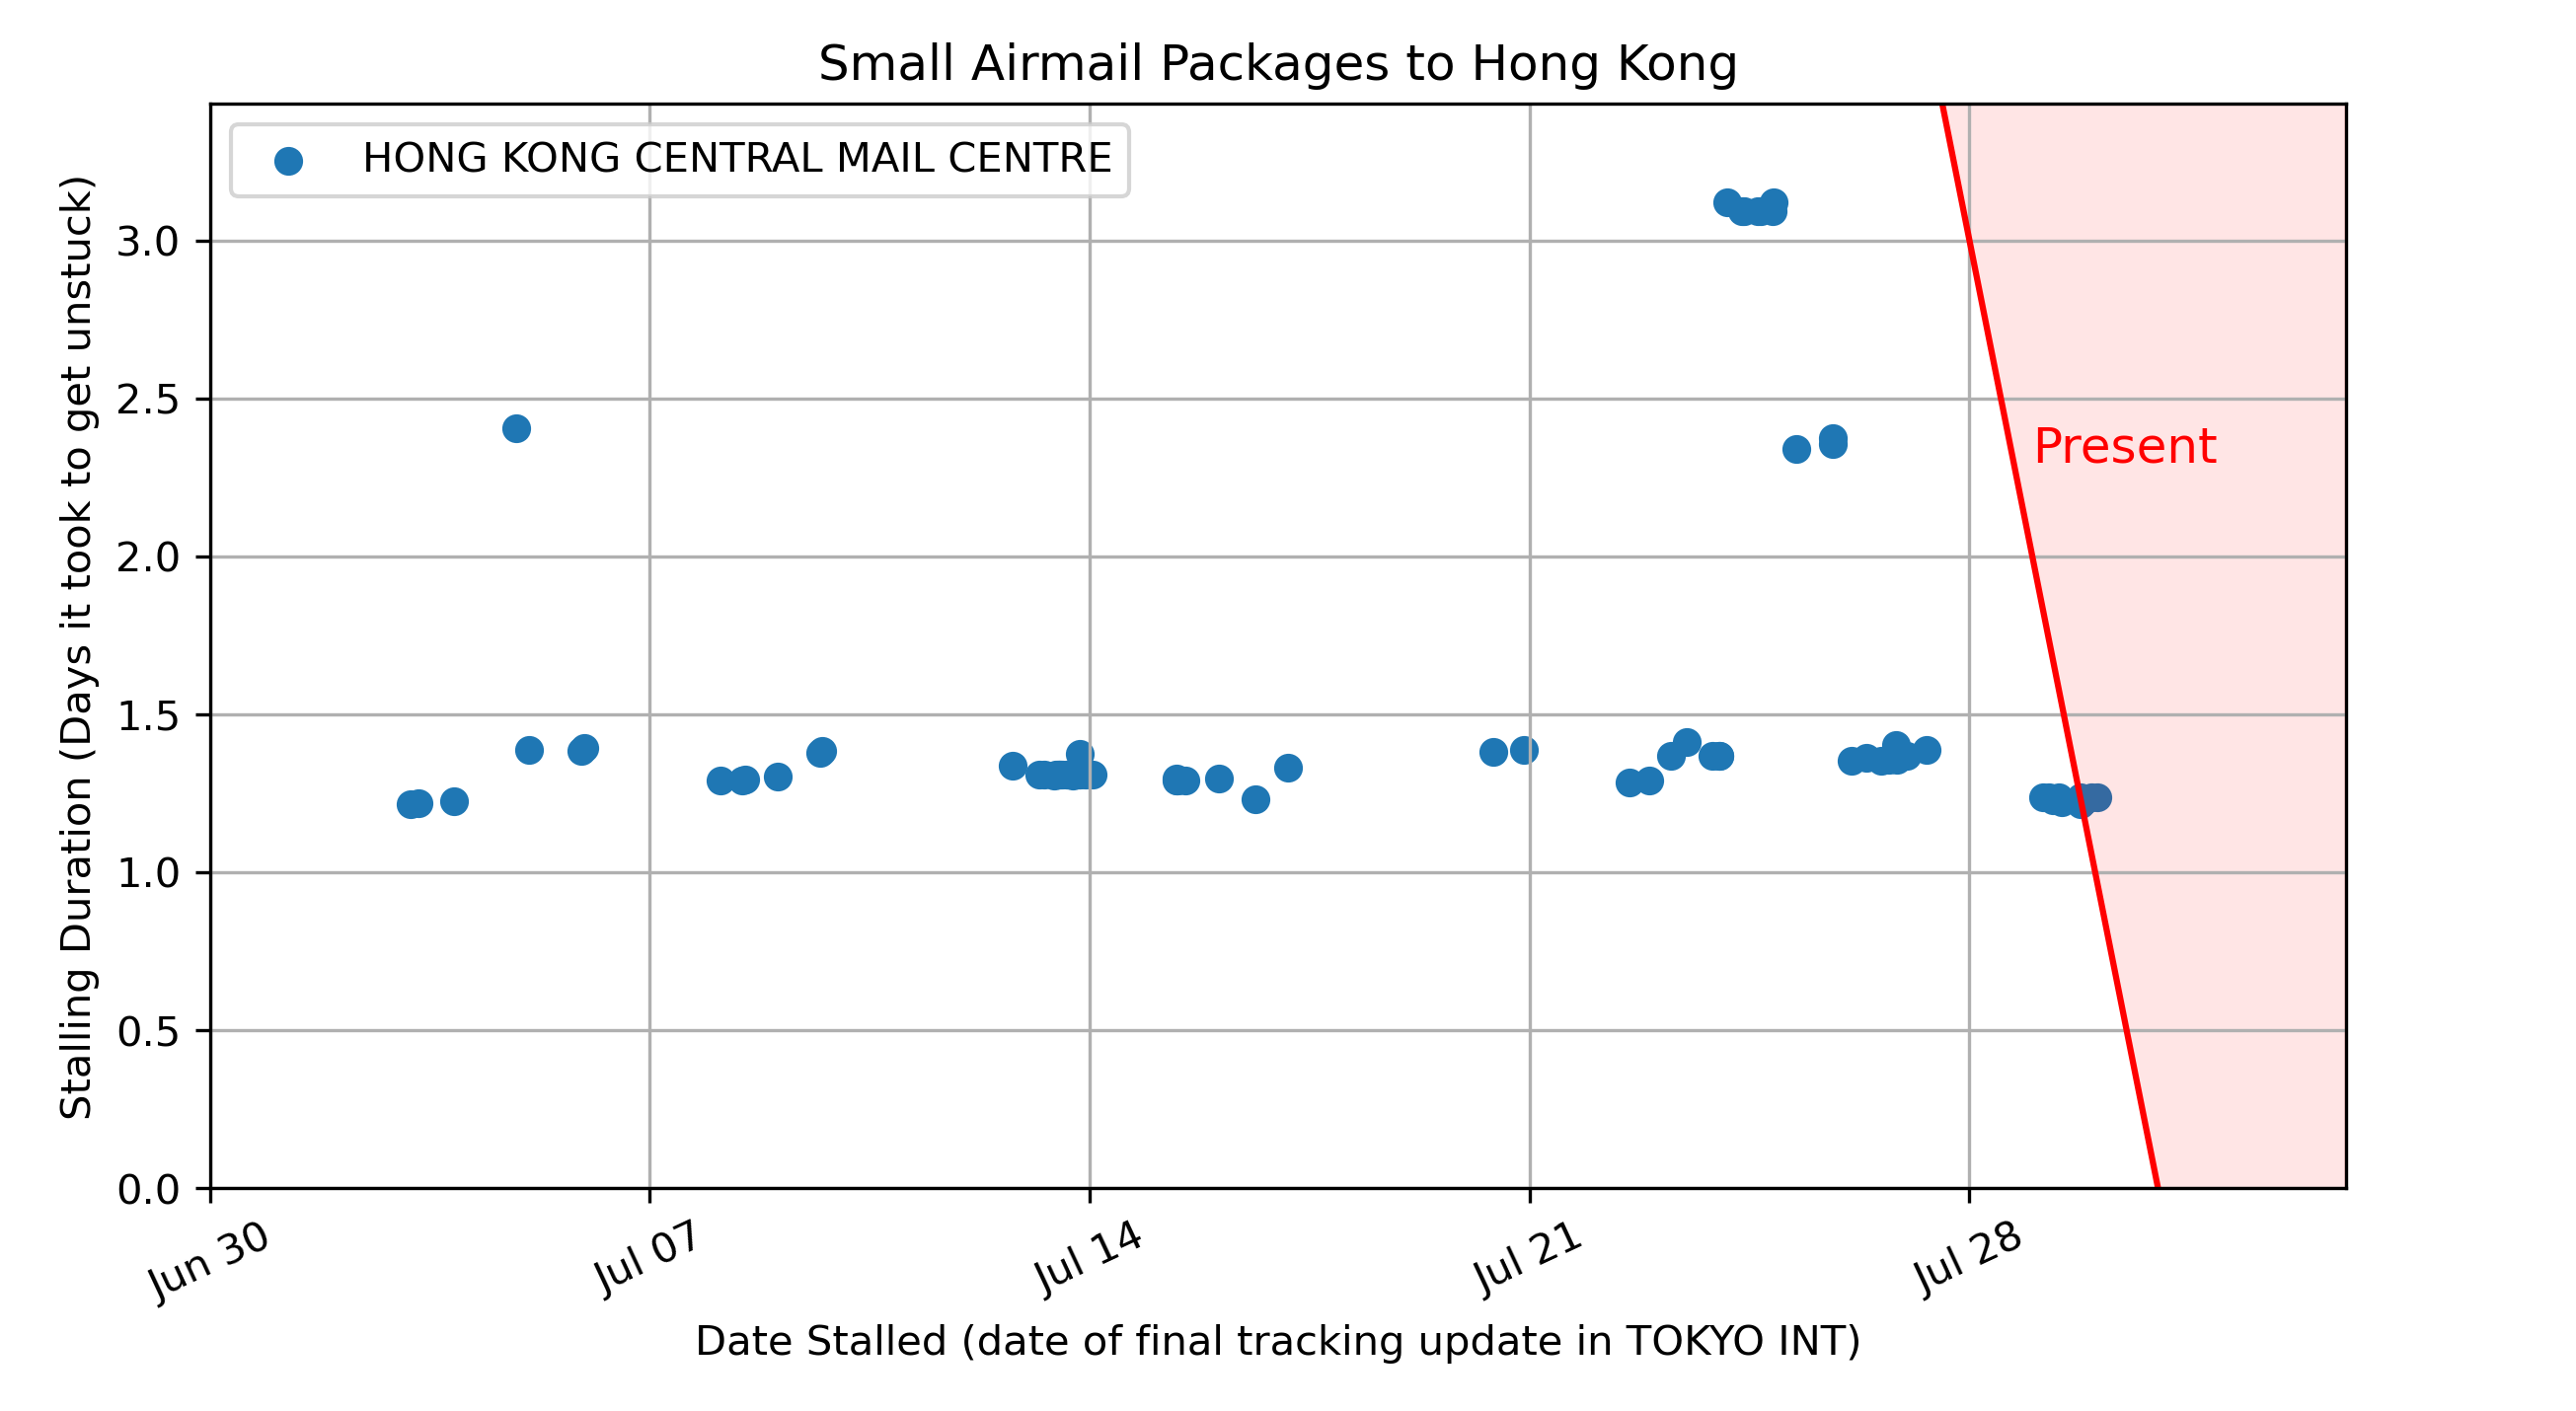 Small Airmail Packages to Hong Kong
HONG KONG CENTRAL MAIL CENTRE
Stalling Duration (Days it took to get unstuck)
3.0
2.5
2.0
1.5
1.0
0.5
0.0
Present
Jun 30
Jul 07
Jul 14
Jul 21
Jul 28
Date Stalled (date of final tracking update in TOKYO INT)